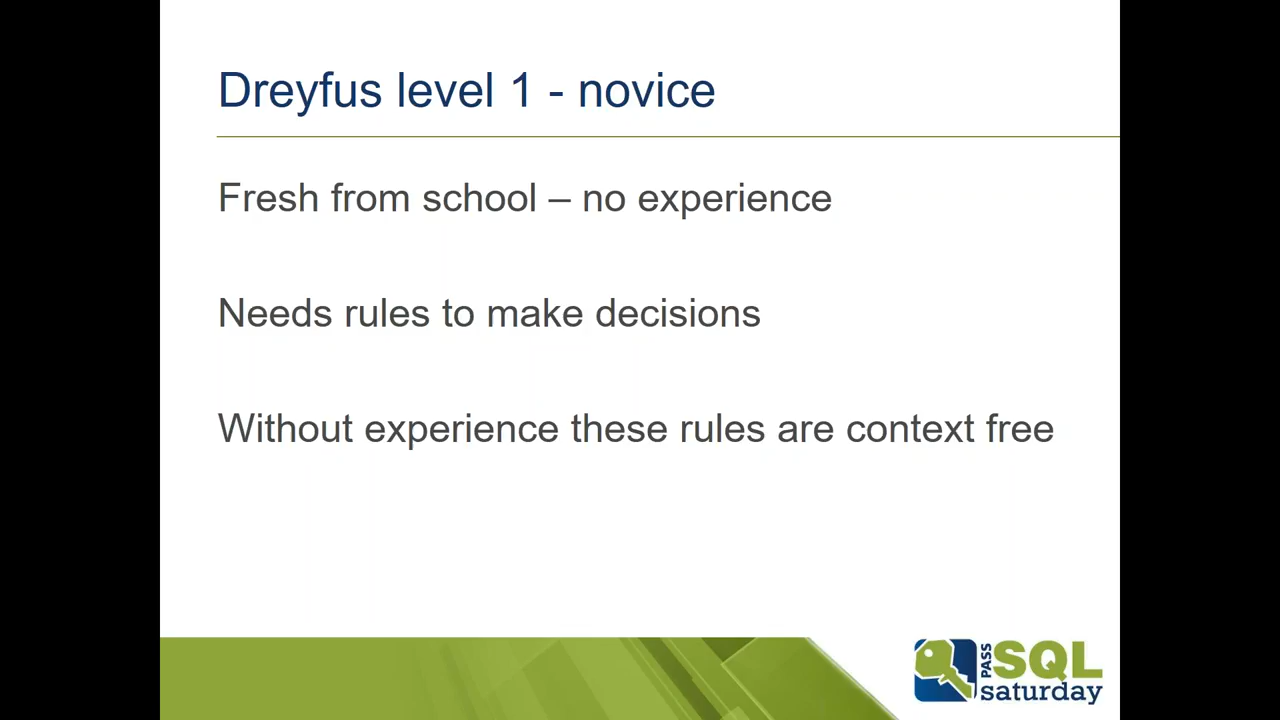 Dreyfus level 1 - novice
Fresh from school – no experience
Needs rules to make decisions
Without experience these rules are context free
PASS
SQL
saturday